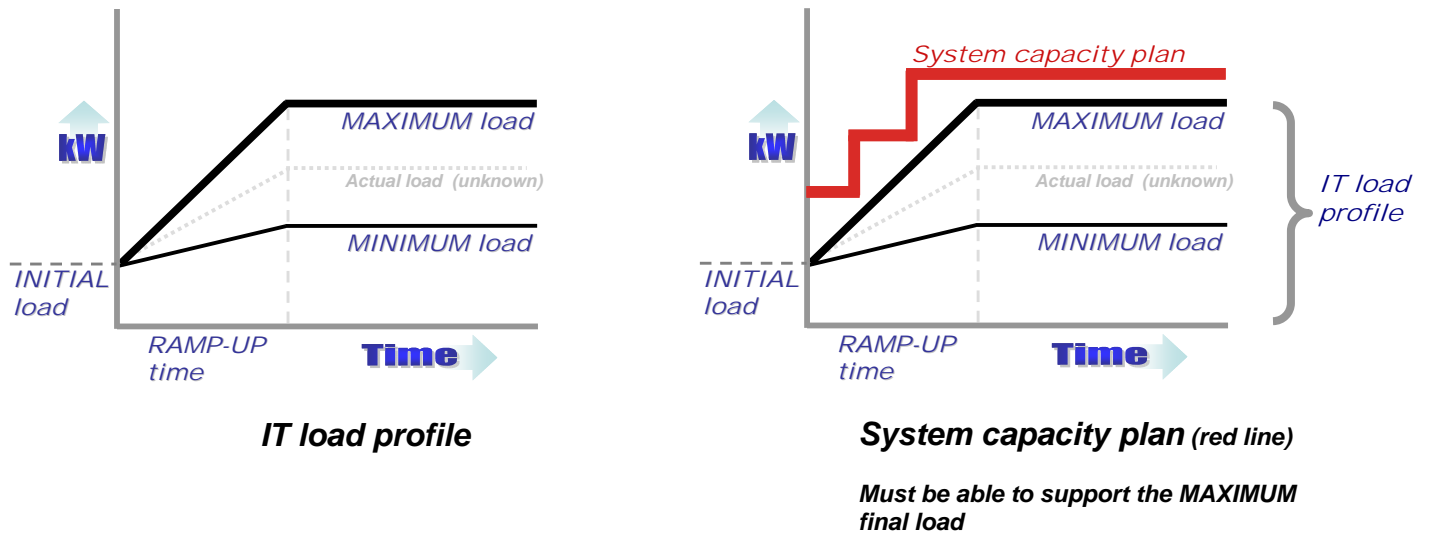 kW
MAXIMUM load
Actual load (unknown)
MINIMUM load
INITIAL
load
RAMP-UP
time
Time
IT load profile
System capacity plan
kW
MAXIMUM load
Actual load (unknown)
MINIMUM load
IT load
profile
INITIAL
load
RAMP-UP
time
Time
System capacity plan (red line)
Must be able to support the MAXIMUM
final load